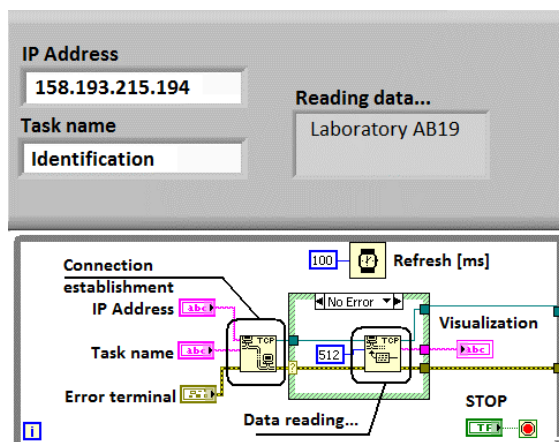 IP Address
158.193.215.194
Reading data...
Task name
Laboratory AB19
Identification
100
Refresh [ms]
Connection
establishment
No Error
IP Address
abc
TCP
TCP
Visualization
Task name
abc
512
abc
?
Error terminal
STOP
Data reading...
TF
i